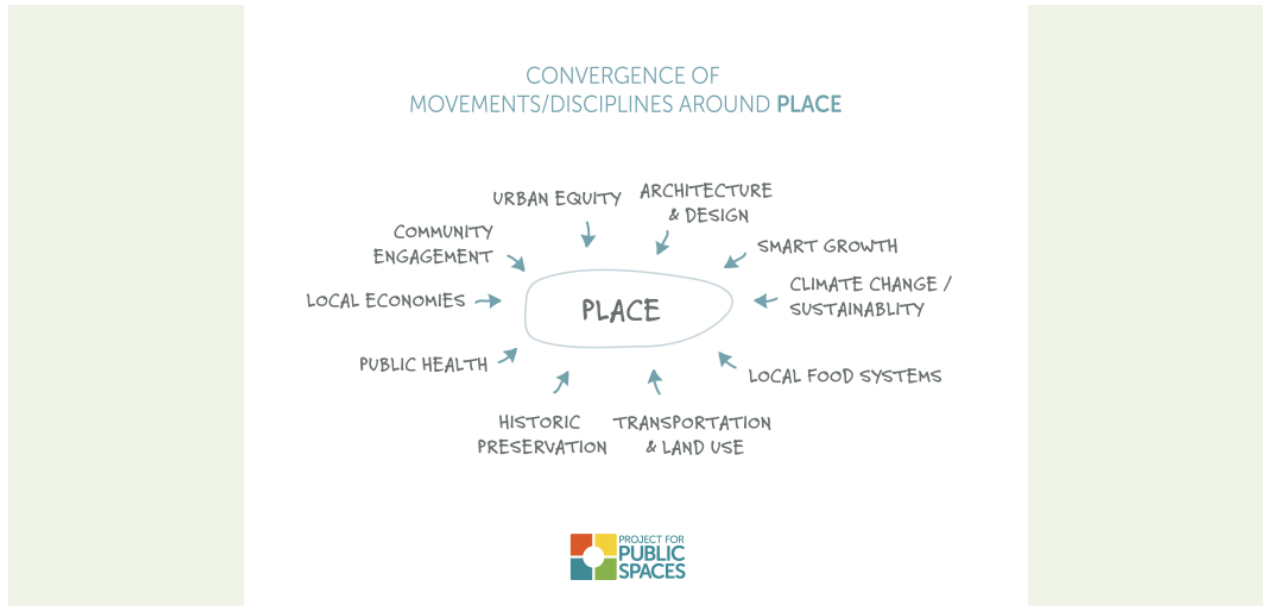 CONVERGENCE OF
MOVEMENTS/DISCIPLINES AROUND PLACE
URBAN EQUITY
ARCHITECTURE
& DESIGN
COMMUNITY
ENGAGEMENT
SMART GROWTH
LOCAL ECONOMIES
PLACE
CLIMATE CHANGE /
SUSTAINABLITY
PUBLIC HEALTH
LOCAL FOOD SYSTEMS
HISTORIC
PRESERVATION
TRANSPORTATION
& LAND USE
PROJECT FOR
PUBLIC
SPACES